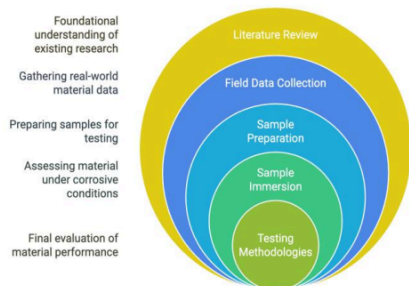 Foundational
understanding of
existing research
Literature Review
Gathering real-world
material data
Field Data Collection
Preparing samples for
testing
Sample
Preparation
Assessing material
under corrosive
conditions
Sample
Immersion
Final evaluation of
material performance
Testing
Methodologies